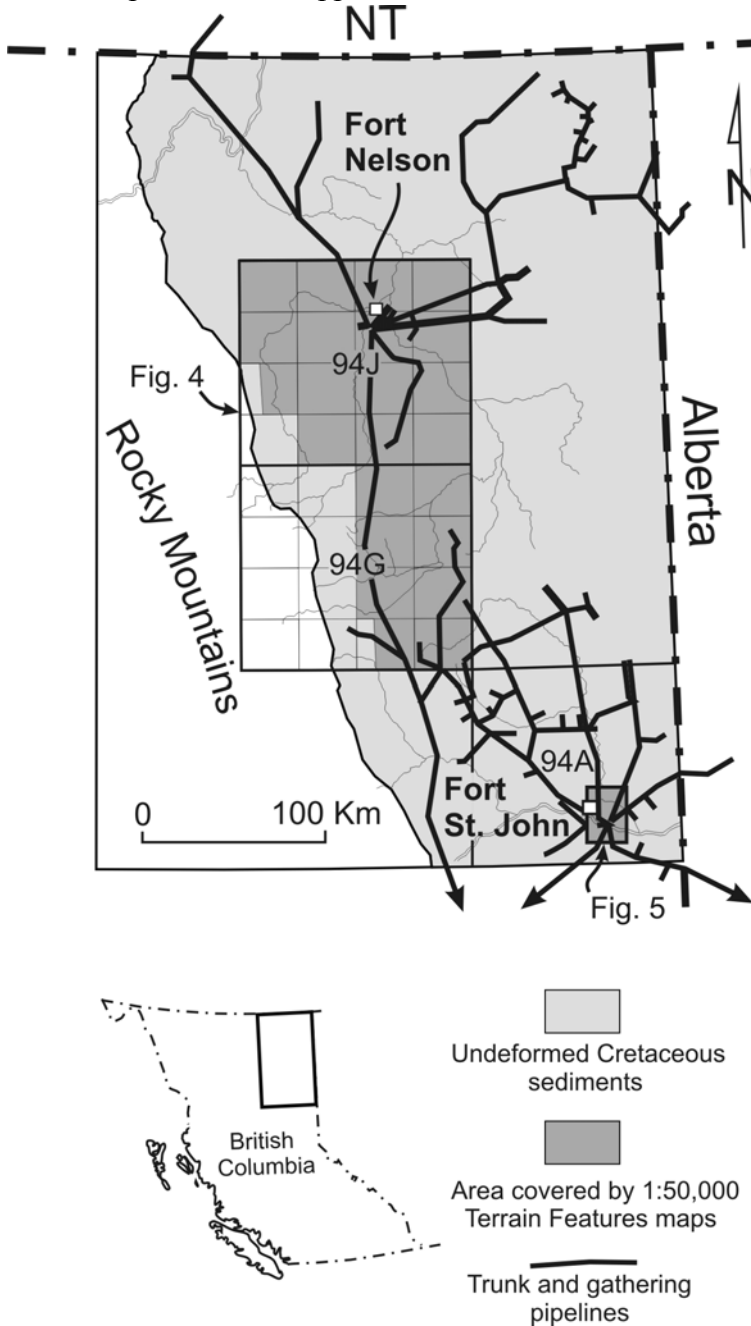 NT
Fort
Nelson
N
94J
Fig. 4
Rocky Mountains
Alberta
94G
94A
0 100 Km
Fort
St. John
Fig. 5
British
Columbia
Undeformed Cretaceous
sediments
Area covered by 1:50,000
Terrain Features maps
Trunk and gathering
pipelines